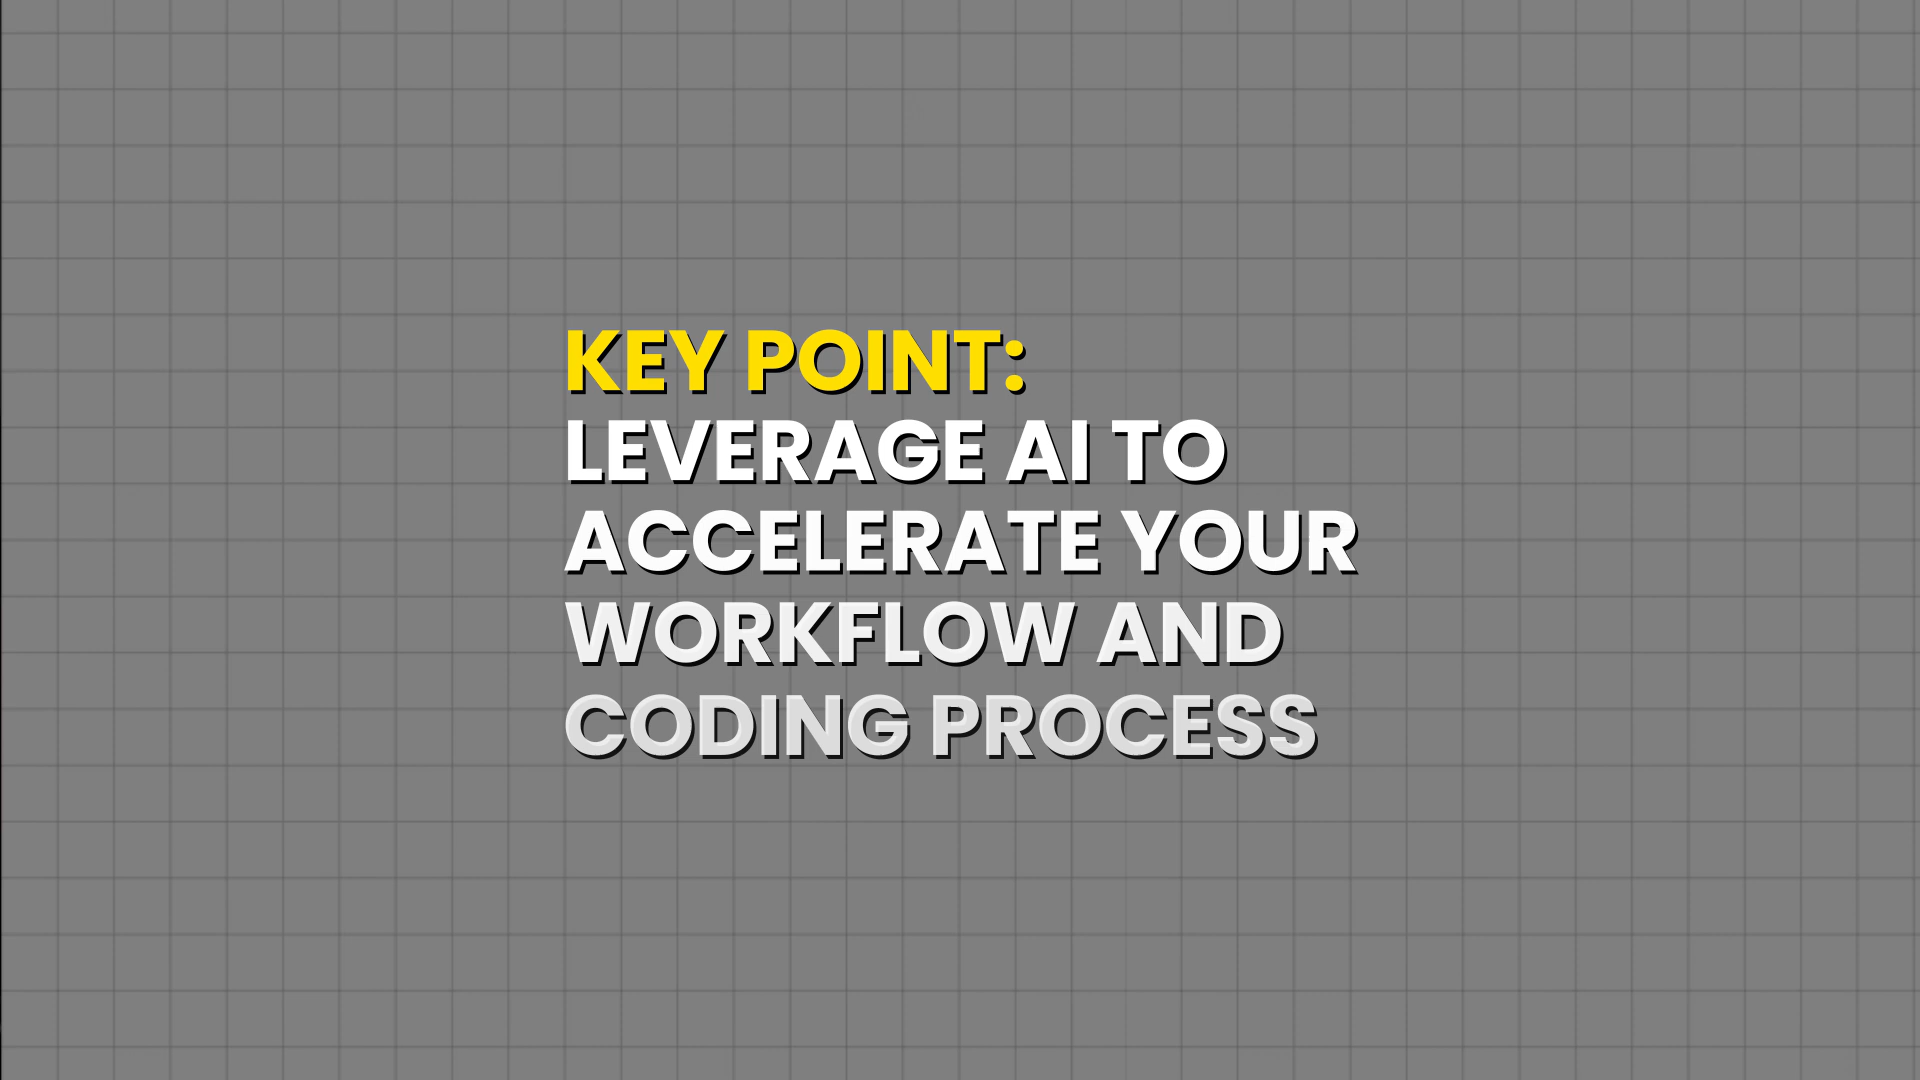 KEY POINT:
LEVERAGE AI TO
ACCELERATE YOUR
WORKFLOW AND
CODING PROCESS